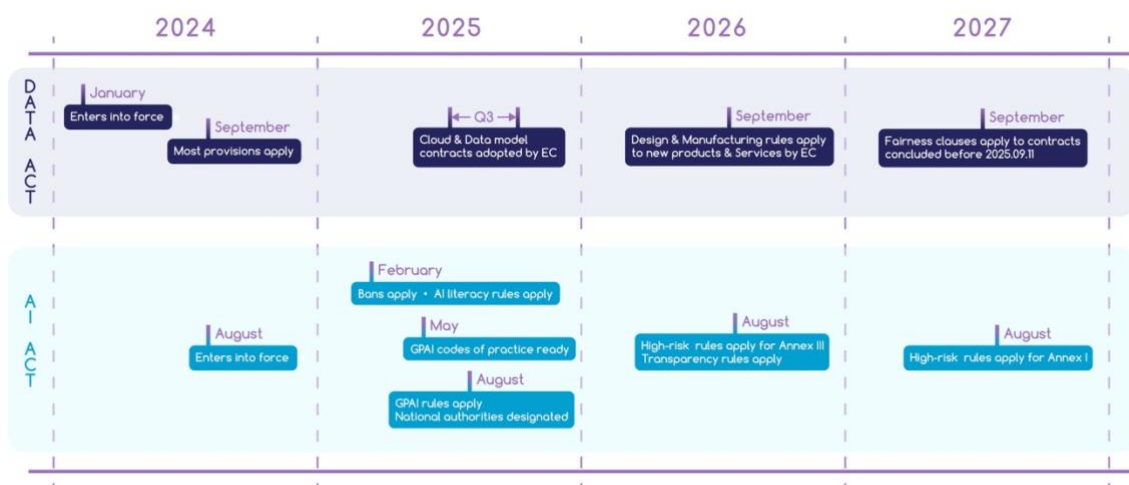 2024
2025
2026
2027
DATA ACT
January
Enters into force
September
Most provisions apply
Q3
Cloud & Data model
contracts adopted by EC
September
Design & Manufacturing rules apply
to new products & Services by EC
September
Fairness clauses apply to contracts
concluded before 2025.09.11
AI ACT
August
Enters into force
February
Bans apply • AI literacy rules apply
May
GPAI codes of practice ready
August
GPAI rules apply
National authorities designated
August
High-risk rules apply for Annex III
Transparency rules apply
August
High-risk rules apply for Annex I